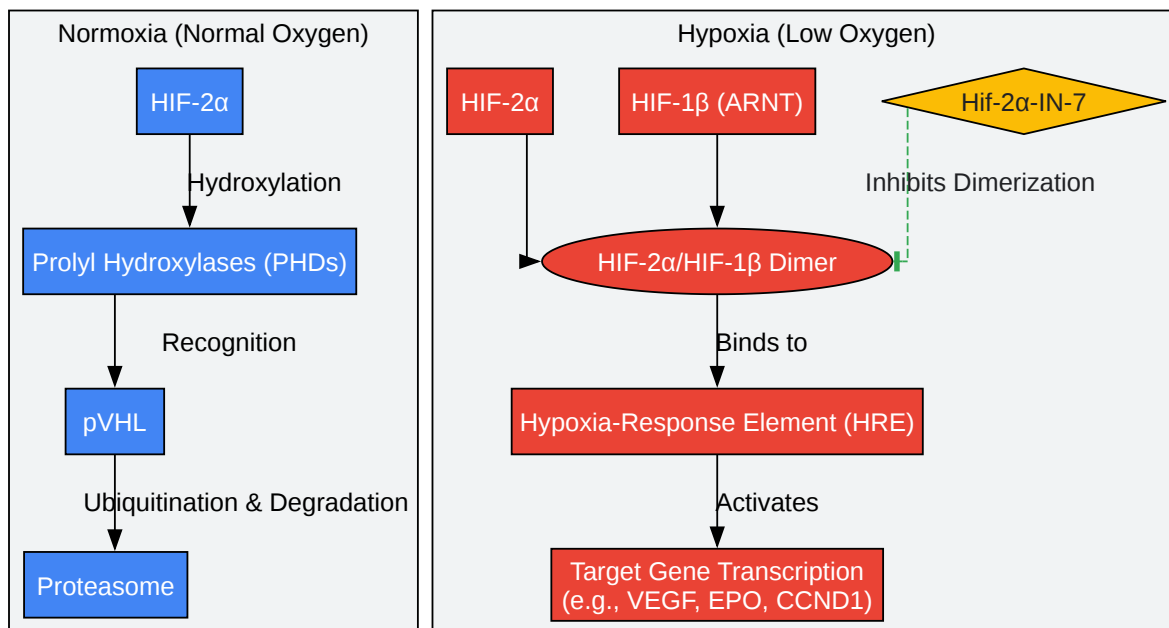 Normoxia (Normal Oxygen)
HIF-2α
Hydroxylation
Prolyl Hydroxylases (PHDs)
Recognition
pVHL
Ubiquitination & Degradation
Proteasome
Hypoxia (Low Oxygen)
HIF-2α
HIF-1β (ARNT)
Hif-2α-IN-7
Inhibits Dimerization
HIF-2α/HIF-1β Dimer
Binds to
Hypoxia-Response Element (HRE)
Activates
Target Gene Transcription
(e.g., VEGF, EPO, CCND1)